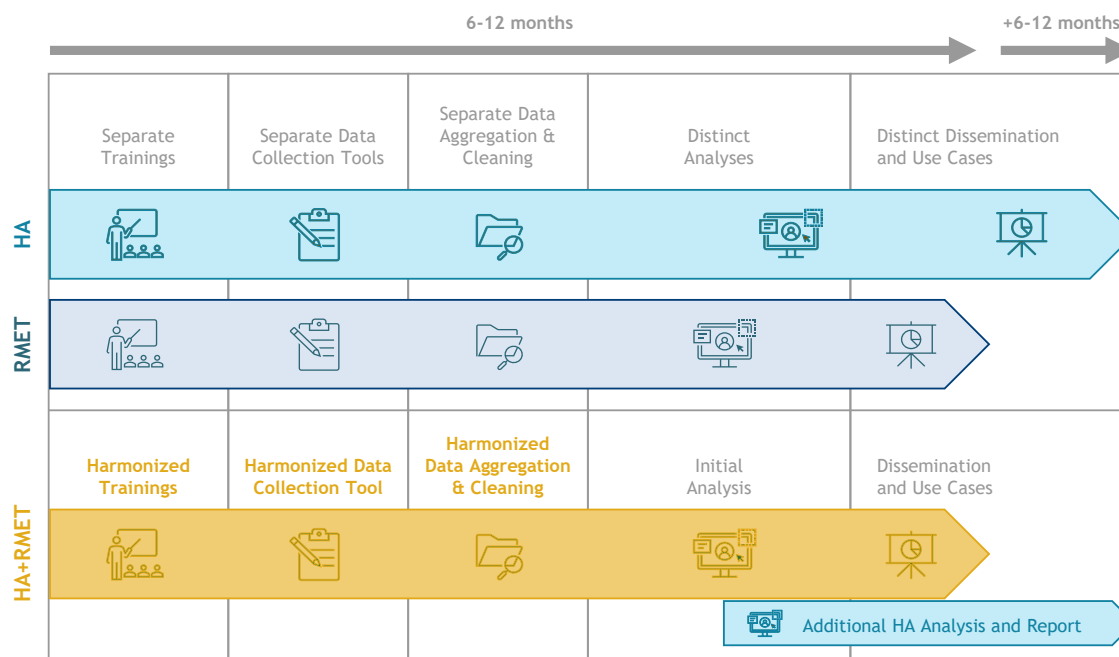 6-12 months
+6-12 months
Separate
Trainings
Separate Data
Collection Tools
Separate Data
Aggregation &
Cleaning
Distinct
Analyses
Distinct Dissemination
and Use Cases
HA
RMET
Harmonized
Trainings
Harmonized Data
Collection Tool
Harmonized
Data Aggregation
& Cleaning
Initial
Analysis
Dissemination
and Use Cases
HA+RMET
Additional HA Analysis and Report